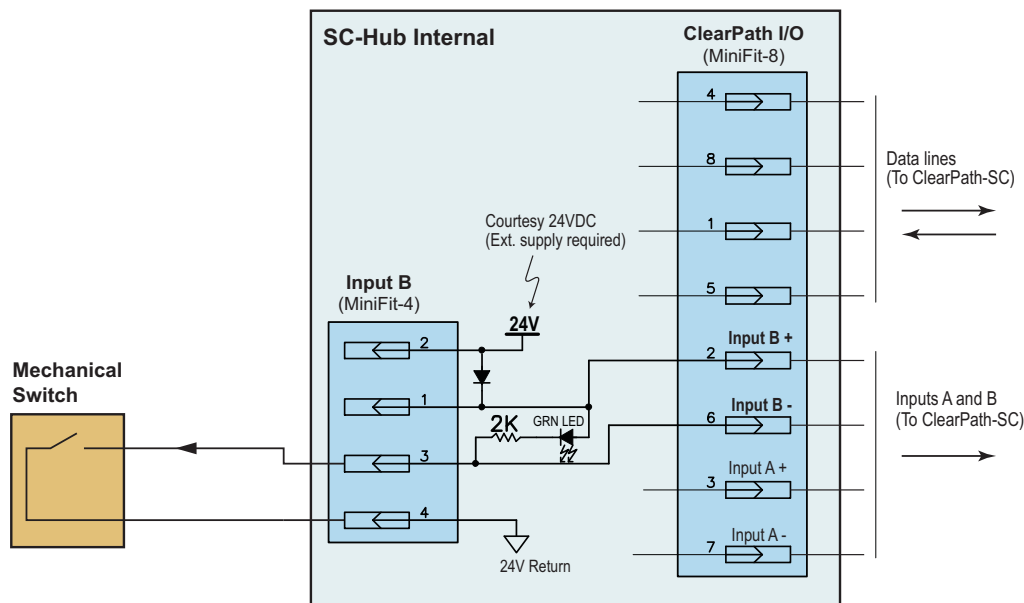 SC-Hub Internal
ClearPath I/O
(MiniFit-8)
4
8
Data lines
(To ClearPath-SC)
1
5
Courtesy 24VDC
(Ext. supply required)
Input B
(MiniFit-4)
24V
2
1
2K
GRN LED
3
4
24V Return
Mechanical
Switch
2
Input B +
6
Input B -
3
Input A +
7
Input A -
Inputs A and B
(To ClearPath-SC)